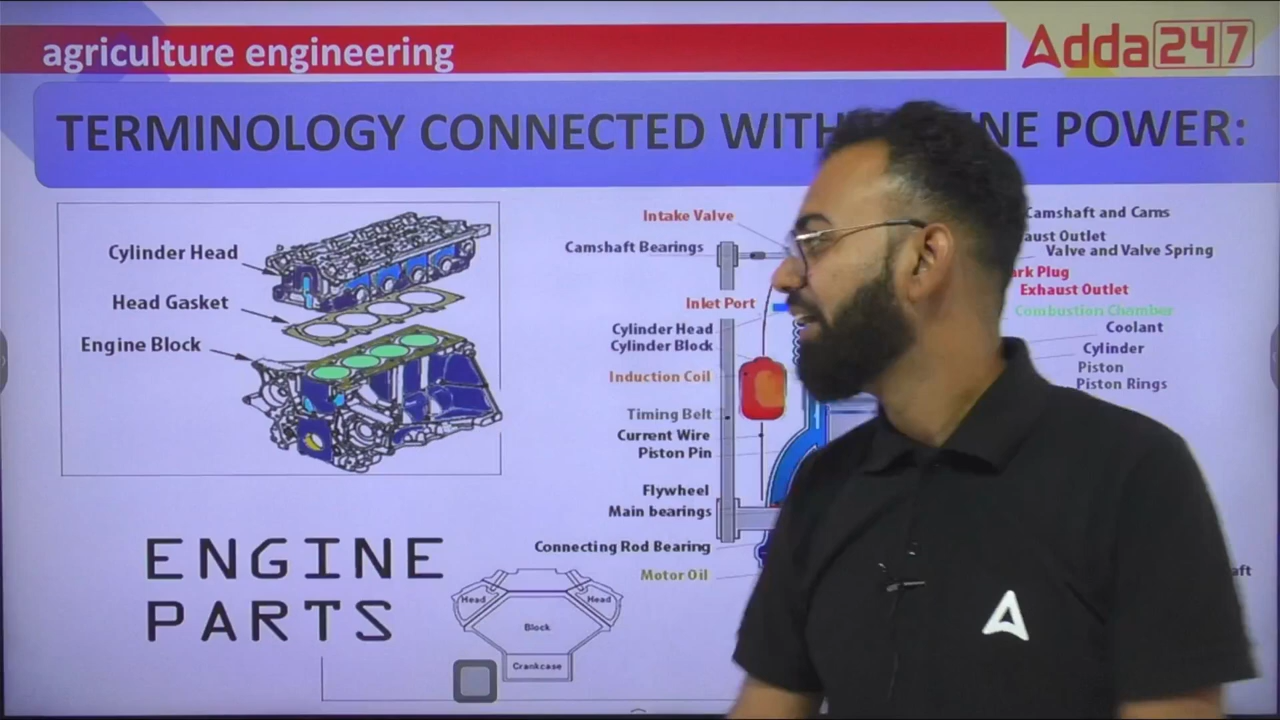 agriculture engineering
Adda247
TERMINOLOGY CONNECTED WITH NE POWER:
Cylinder Head
Head Gasket
Engine Block
ENGINE
PARTS
Intake Valve
Camshaft Bearings
Inlet Port
Cylinder Head
Cylinder Block
Induction Coil
Timing Belt
Current Wire
Piston Pin
Flywheel
Main bearings
Connecting Rod Bearing
Motor Oil
Camshaft and Cams
aust Outlet
Valve and Valve Spring
ark Plug
Exhaust Outlet
Combustion Chamber
Coolant
Cylinder
Piston
Piston Rings
aft
Head
Head
Block
Crankcase